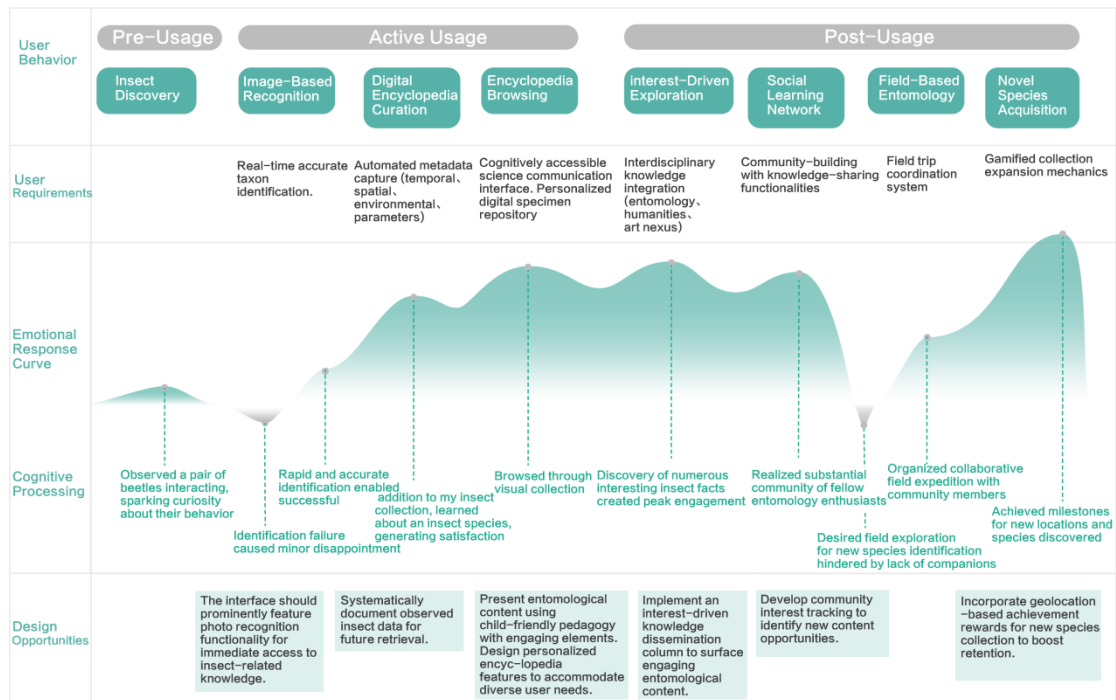 User
Behavior
Pre-Usage
Active Usage
Post-Usage
Insect
Discovery
Image-Based
Recognition
Digital
Encyclopedia
Curation
Encyclopedia
Browsing
interest-Driven
Exploration
Social
Learning
Network
Field-Based
Entomology
Novel
Species
Acquisition
User
Requirements
Real-time accurate
taxon
identification.
Automated metadata
capture (temporal、
spatial、
environmental、
parameters)
Cognitively accessible
science communication
interface. Personalized
digital specimen
repository
Interdisciplinary
knowledge
integration
(entomology、
humanities、
art nexus)
Community-building
with knowledge-sharing
functionalities
Field trip
coordination
system
Gamified collection
expansion mechanics
Emotional
Response
Curve
Cognitive
Processing
Observed a pair of
beetles interacting,
sparking curiosity
about their behavior
Identification failure
caused minor disappointment
Rapid and accurate
identification enabled
successful
addition to my insect
collection, learned
about an insect species,
generating satisfaction
Browsed through
visual collection
Discovery of numerous
interesting insect facts
created peak engagement
Realized substantial
community of fellow
entomology enthusiasts
Desired field exploration
for new species identification
hindered by lack of companions
Organized collaborative
field expedition with
community members
Achieved milestones
for new locations and
species discovered
Design
Opportunities
The interface should
prominently feature
photo recognition
functionality for
immediate access to
insect-related
knowledge.
Systematically
document observed
insect data for
future retrieval.
Present entomological
content using
child-friendly pedagogy
with engaging elements.
Design personalized
encyc-lopedia
features to accommodate
diverse user needs.
Implement an
interest-driven
knowledge
dissemination
column to surface
engaging
entomological
content.
Develop community
interest tracking to
identify new content
opportunities.
Incorporate geolocation
-based achievement
rewards for new species
collection to boost
retention.